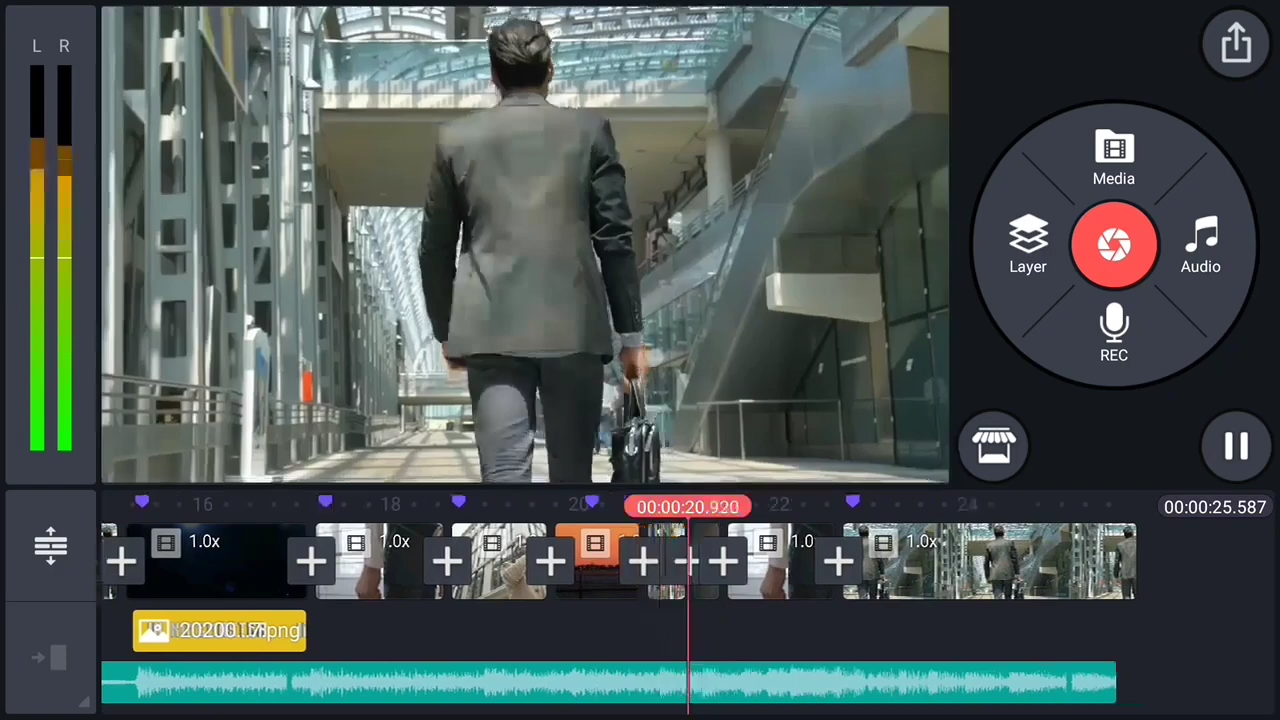 L R
Media
Layer
Audio
REC
16
18
20
00:00:20.920
22
24
00:00:25.587
1.0x
1.0x
1.0
1.0x